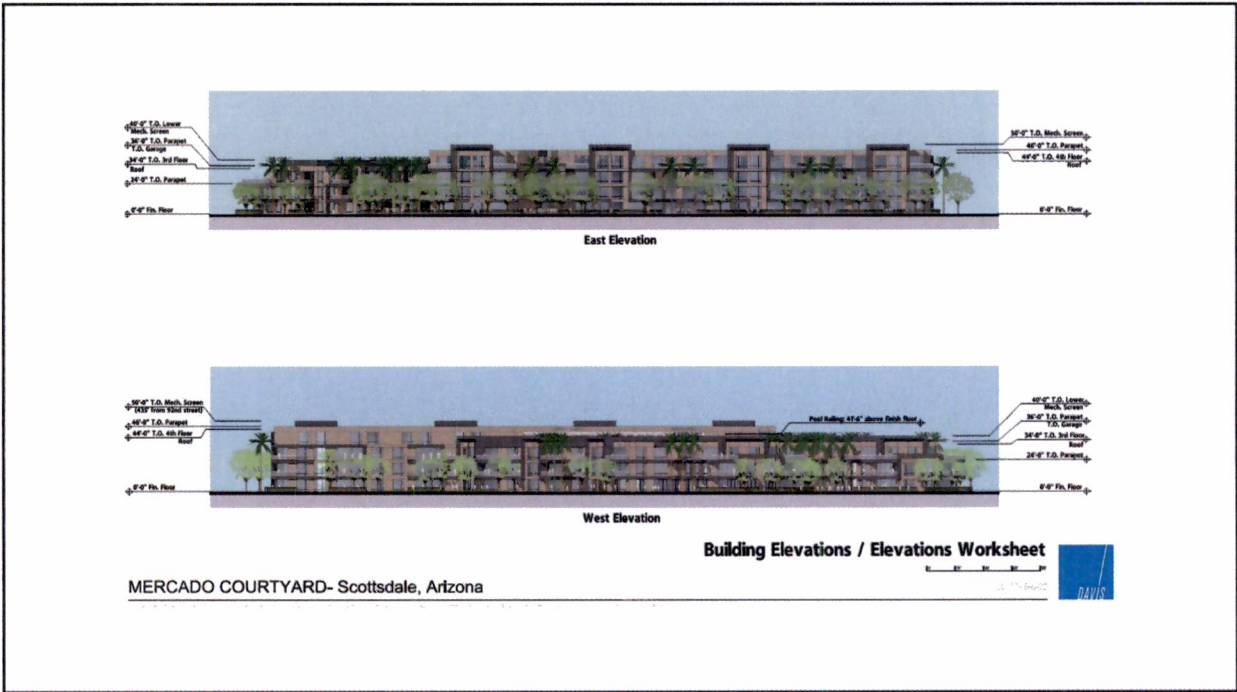 40'-0" T.O. Lower
Mech. Screen
36'-0" T.O. Parapet
T.O. Garage
34'-0" T.O. 3rd Floor
Roof
24'-0" T.O. Parapet
0'-0" Fin. Floor
50'-0" T.O. Mech. Screen
46'-0" T.O. Parapet
44'-0" T.O. 4th Floor
Roof
0'-0" Fin. Floor
East Elevation
50'-0" T.O. Mech. Screen
(435' from 92nd street)
46'-0" T.O. Parapet
44'-0" T.O. 4th Floor
Roof
0'-0" Fin. Floor
Pool Railing: 41'-6" above finish floor
40'-0" T.O. Lower
Mech. Screen
36'-0" T.O. Parapet
T.O. Garage
34'-0" T.O. 3rd Floor
Roof
24'-0" T.O. Parapet
0'-0" Fin. Floor
West Elevation
Building Elevations / Elevations Worksheet
MERCADO COURTYARD- Scottsdale, Arizona
DAVIS